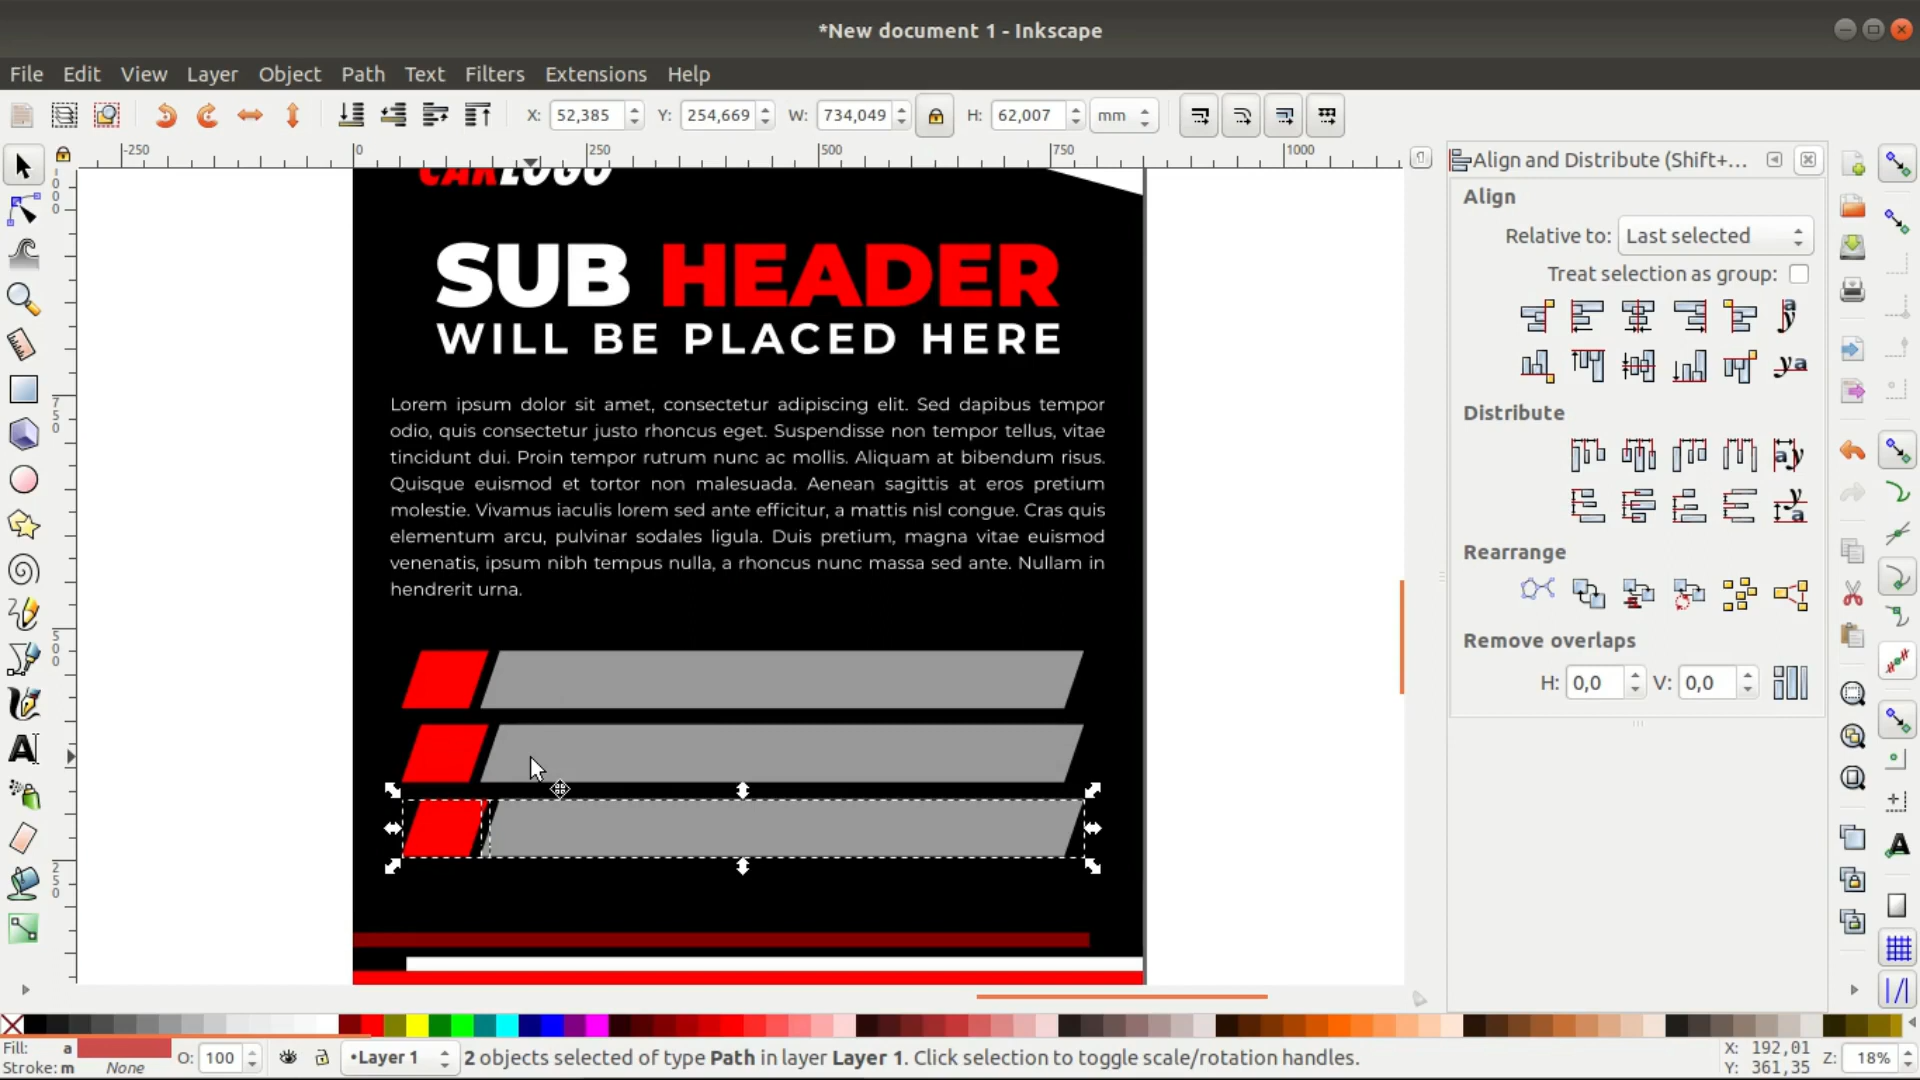 *New document 1 - Inkscape
File Edit View Layer Object Path Text Filters Extensions Help
X: 52,385 Y: 254,669 W: 734,049 H: 62,007 mm
Align and Distribute (Shift+...
Align
Relative to: Last selected
Treat selection as group:
Distribute
Rearrange
Remove overlaps
H: 0,0 V: 0,0
-250 0 250 500 750 1000
750
500
250
CARLOGO
SUB HEADER
WILL BE PLACED HERE
Lorem ipsum dolor sit amet, consectetur adipiscing elit. Sed dapibus tempor
odio, quis consectetur justo rhoncus eget. Suspendisse non tempor tellus, vitae
tincidunt dui. Proin tempor rutrum nunc ac mollis. Aliquam at bibendum risus.
Quisque euismod et tortor non malesuada. Aenean sagittis at eros pretium
molestie. Vivamus iaculis lorem sed ante efficitur, a mattis nisl congue. Cras quis
elementum arcu, pulvinar sodales ligula. Duis pretium, magna vitae euismod
venenatis, ipsum nibh tempus nulla, a rhoncus nunc massa sed ante. Nullam in
hendrerit urna.
Fill: a
Stroke: m None
O: 100
•Layer 1
2 objects selected of type Path in layer Layer 1. Click selection to toggle scale/rotation handles.
X: 192,01
Y: 361,35
Z: 18%